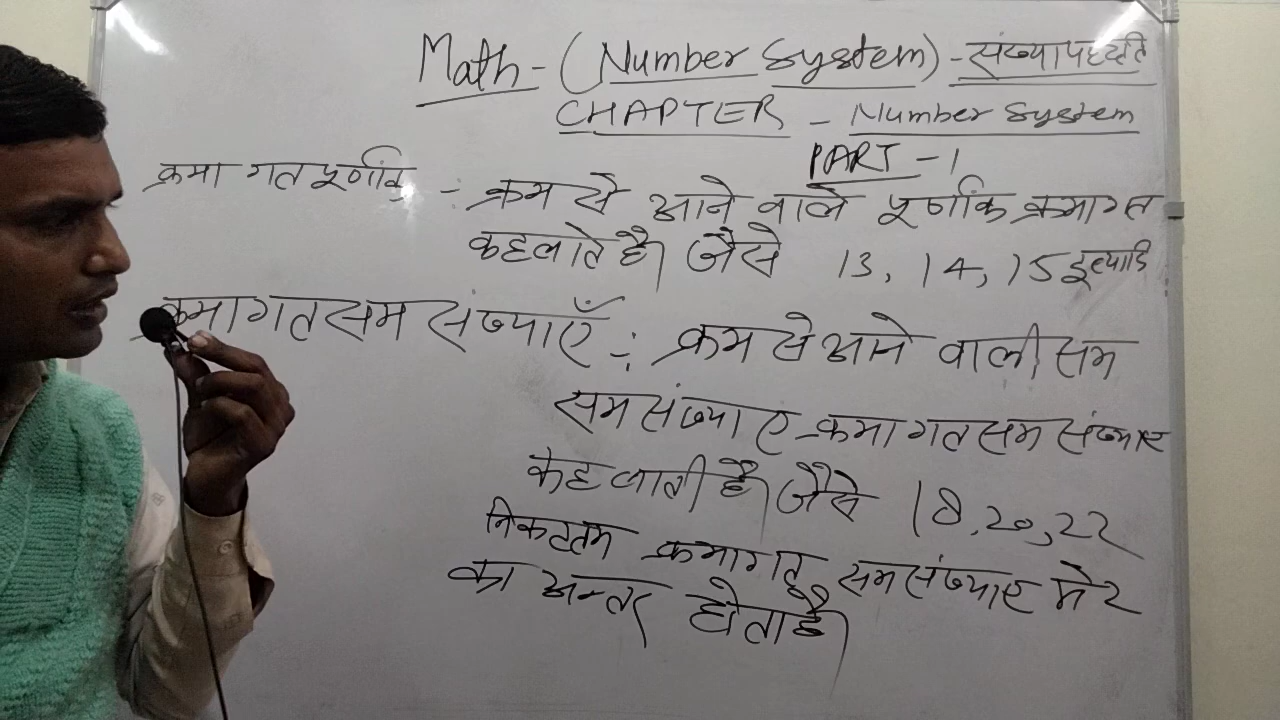 Math - (Number System) - संख्या पद्धति
CHAPTER - Number System
PART - 1
क्रमा गत पूर्णांक :- क्रम से आने वाले पूर्णांक क्रमागत
कहलाते है। जैसे 13, 14, 15 इत्यादि
क्रमागत सम संख्याएँ :- क्रम से आने वाली सम
सम संख्याए क्रमागत सम संख्याए
कहलाती है। जैसे 18, 20, 22
निकटतम क्रमागत सम संख्याए मे 2
का अन्तर होता है।